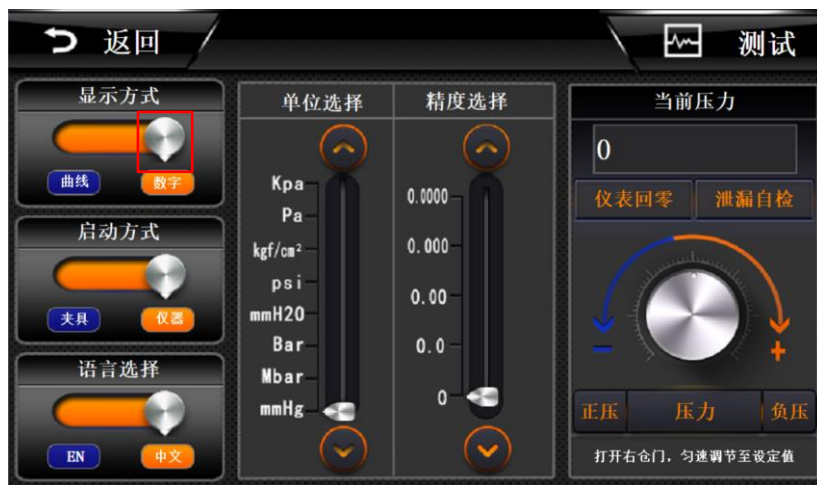 返回
测试
显示方式
曲线 数字
启动方式
夹具 仪器
语言选择
EN 中文
单位选择
Kpa
Pa
kgf/cm²
psi
mmH2O
Bar
Mbar
mmHg
精度选择
0.0000
0.000
0.00
0.0
0
当前压力
0
仪表回零 泄漏自检
- +
正压 压力 负压
打开右仓门，匀速调节至设定值